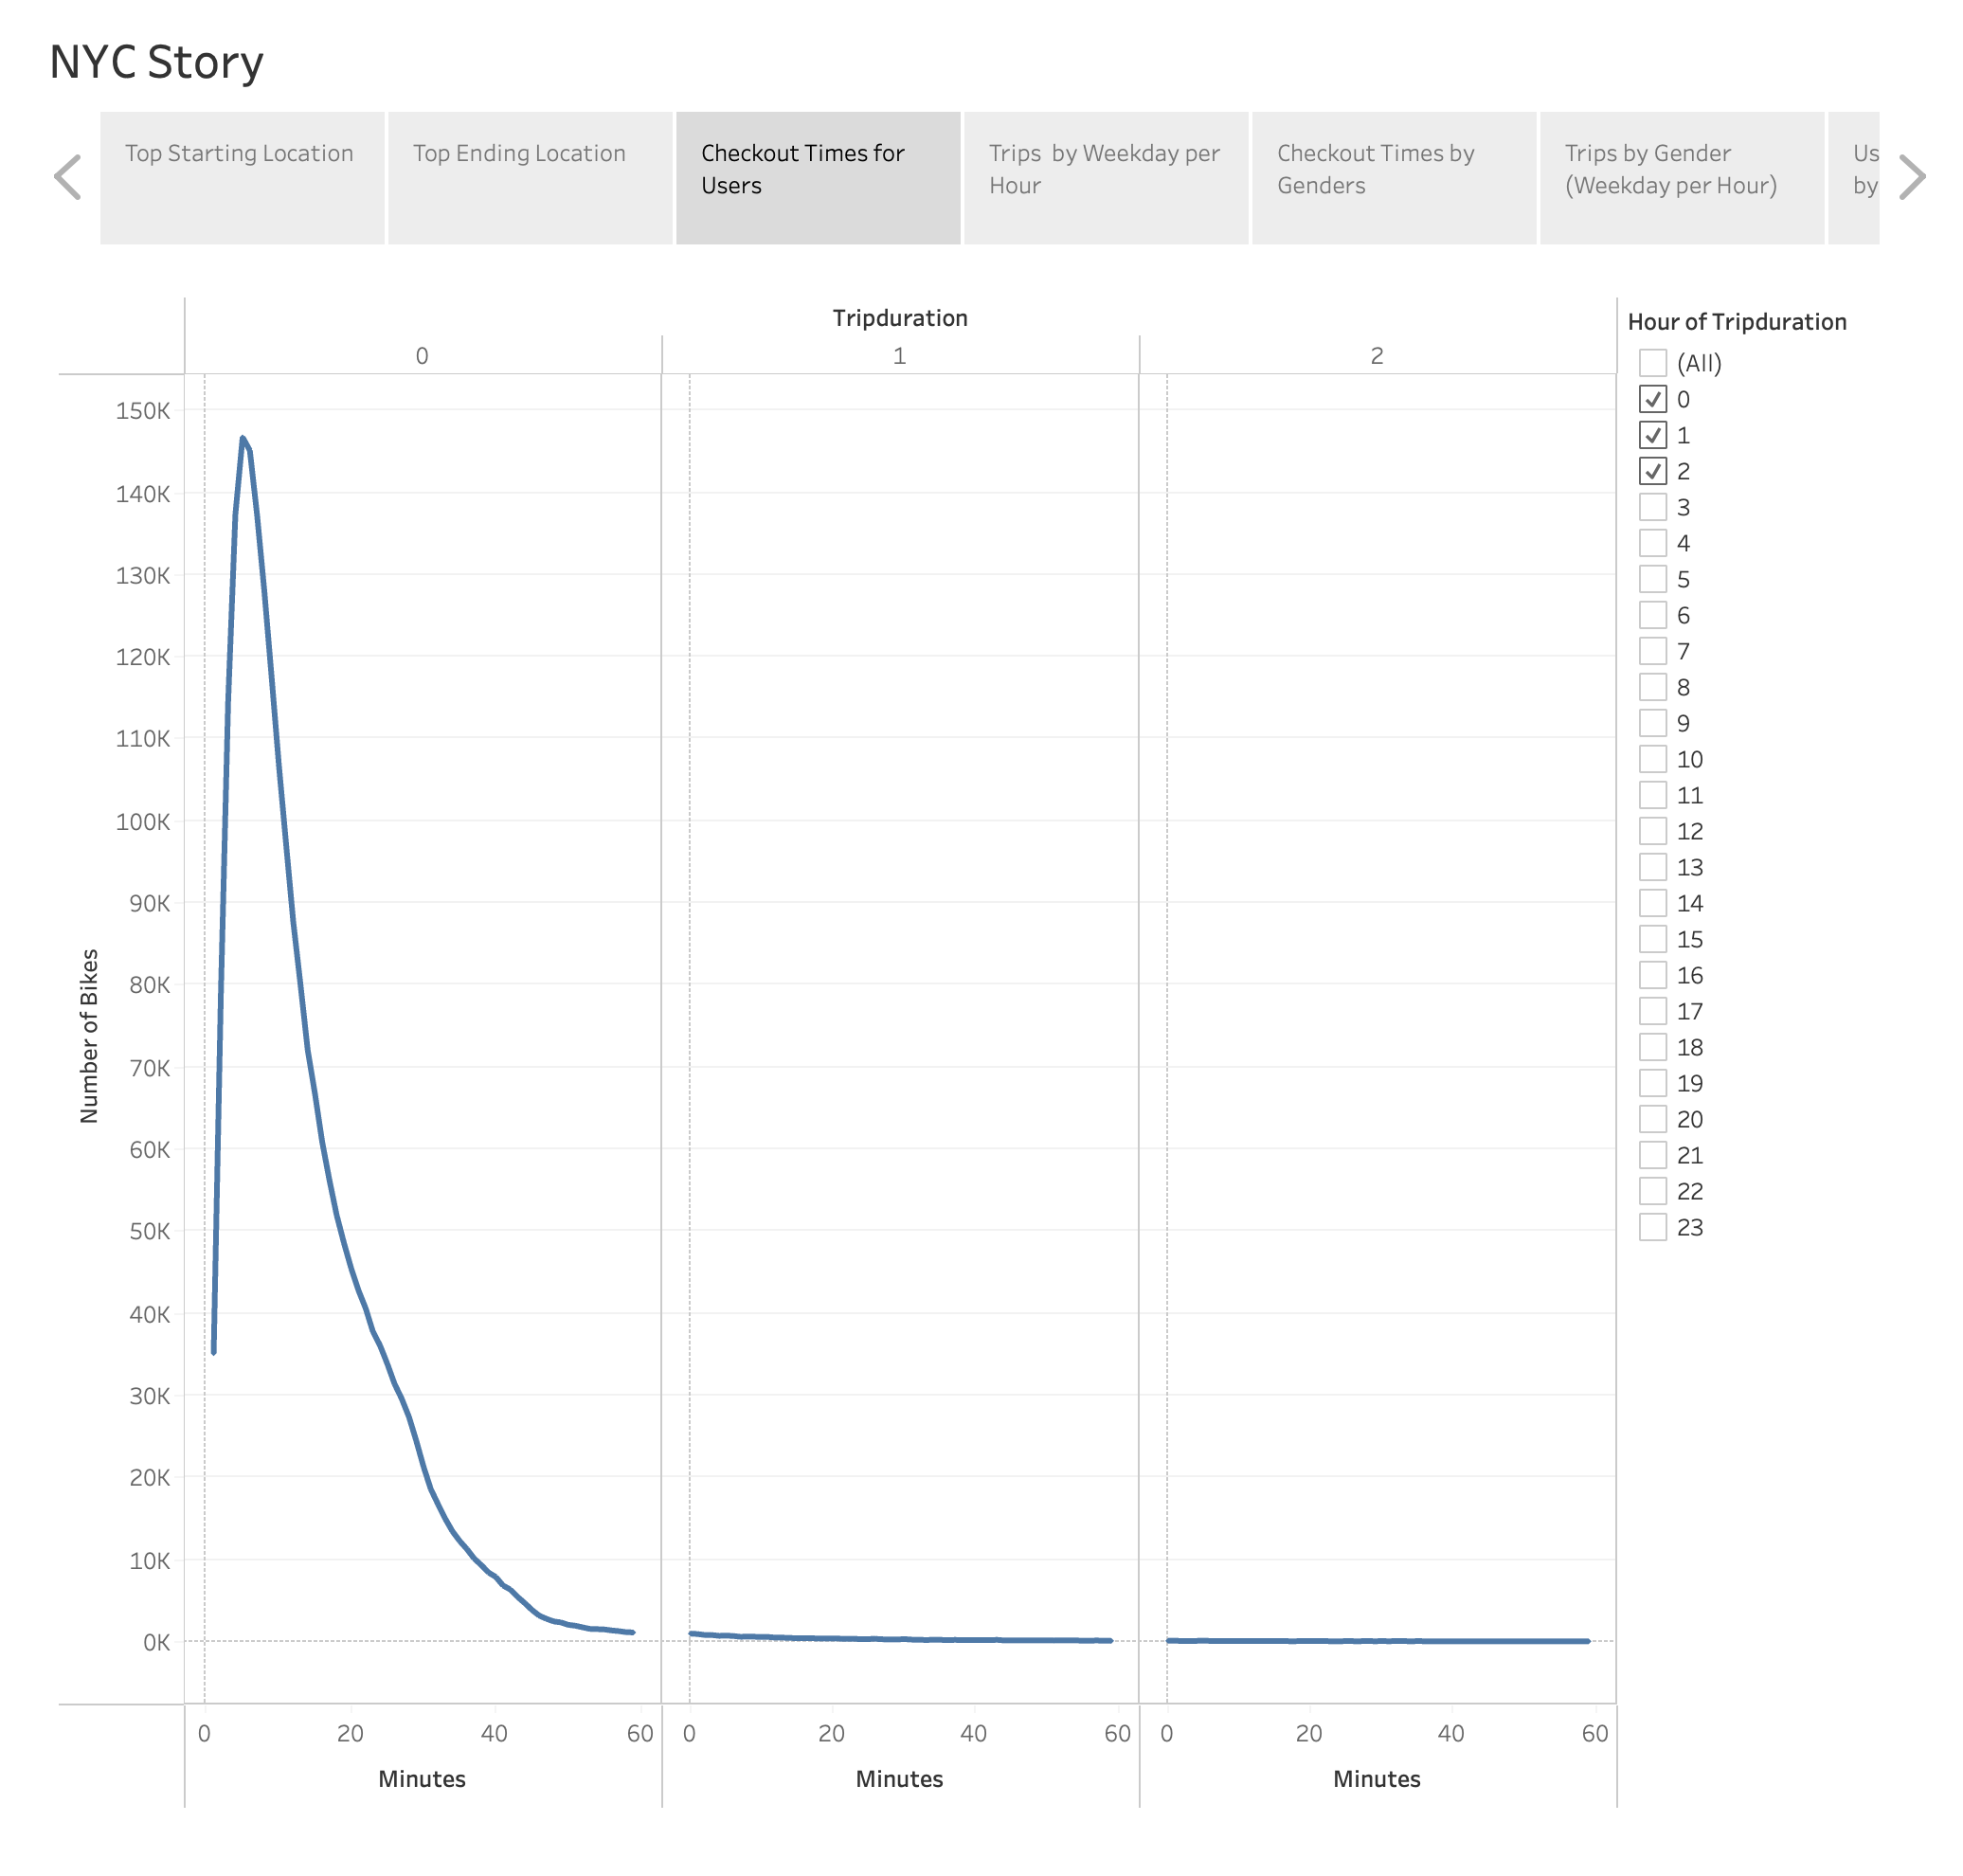 NYC Story
Top Starting Location
Top Ending Location
Checkout Times for
Users
Trips  by Weekday per
Hour
Checkout Times by
Genders
Trips by Gender
(Weekday per Hour)
Us
by
Tripduration
0 1 2
150K
140K
130K
120K
110K
100K
90K
80K
70K
60K
50K
40K
30K
20K
10K
0K
Number of Bikes
0 20 40 60 0 20 40 60 0 20 40 60
Minutes Minutes Minutes
Hour of Tripduration
(All)
0
1
2
3
4
5
6
7
8
9
10
11
12
13
14
15
16
17
18
19
20
21
22
23